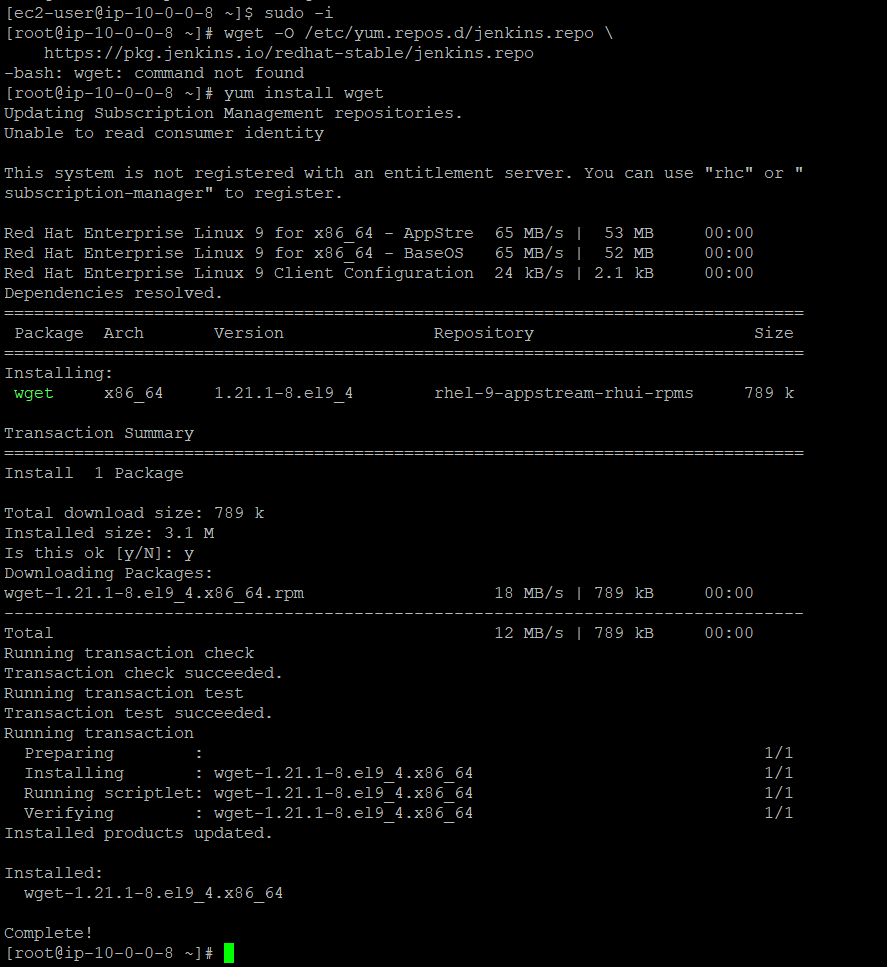 [ec2-user@ip-10-0-0-8 ~]$ sudo -i
[root@ip-10-0-0-8 ~]# wget -O /etc/yum.repos.d/jenkins.repo \
    https://pkg.jenkins.io/redhat-stable/jenkins.repo
-bash: wget: command not found
[root@ip-10-0-0-8 ~]# yum install wget
Updating Subscription Management repositories.
Unable to read consumer identity

This system is not registered with an entitlement server. You can use "rhc" or "
subscription-manager" to register.

Red Hat Enterprise Linux 9 for x86_64 - AppStre  65 MB/s |  53 MB     00:00
Red Hat Enterprise Linux 9 for x86_64 - BaseOS   65 MB/s |  52 MB     00:00
Red Hat Enterprise Linux 9 Client Configuration  24 kB/s | 2.1 kB     00:00
Dependencies resolved.
================================================================================
 Package  Arch       Version               Repository                      Size
================================================================================
Installing:
 wget     x86_64     1.21.1-8.el9_4        rhel-9-appstream-rhui-rpms     789 k

Transaction Summary
================================================================================
Install  1 Package

Total download size: 789 k
Installed size: 3.1 M
Is this ok [y/N]: y
Downloading Packages:
wget-1.21.1-8.el9_4.x86_64.rpm                   18 MB/s | 789 kB     00:00
--------------------------------------------------------------------------------
Total                                            12 MB/s | 789 kB     00:00
Running transaction check
Transaction check succeeded.
Running transaction test
Transaction test succeeded.
Running transaction
  Preparing        :                                                        1/1
  Installing       : wget-1.21.1-8.el9_4.x86_64                             1/1
  Running scriptlet: wget-1.21.1-8.el9_4.x86_64                             1/1
  Verifying        : wget-1.21.1-8.el9_4.x86_64                             1/1
Installed products updated.

Installed:
  wget-1.21.1-8.el9_4.x86_64

Complete!
[root@ip-10-0-0-8 ~]#